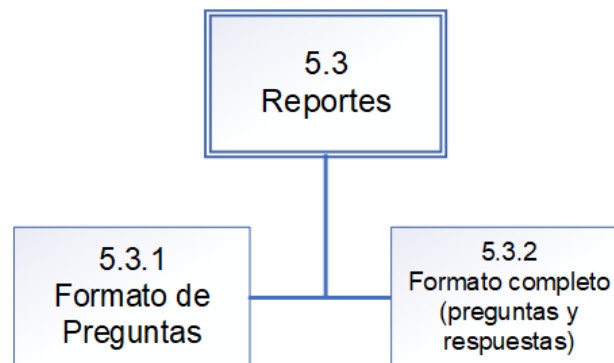 5.3
Reportes
5.3.1
Formato de
Preguntas
5.3.2
Formato completo
(preguntas y
respuestas)